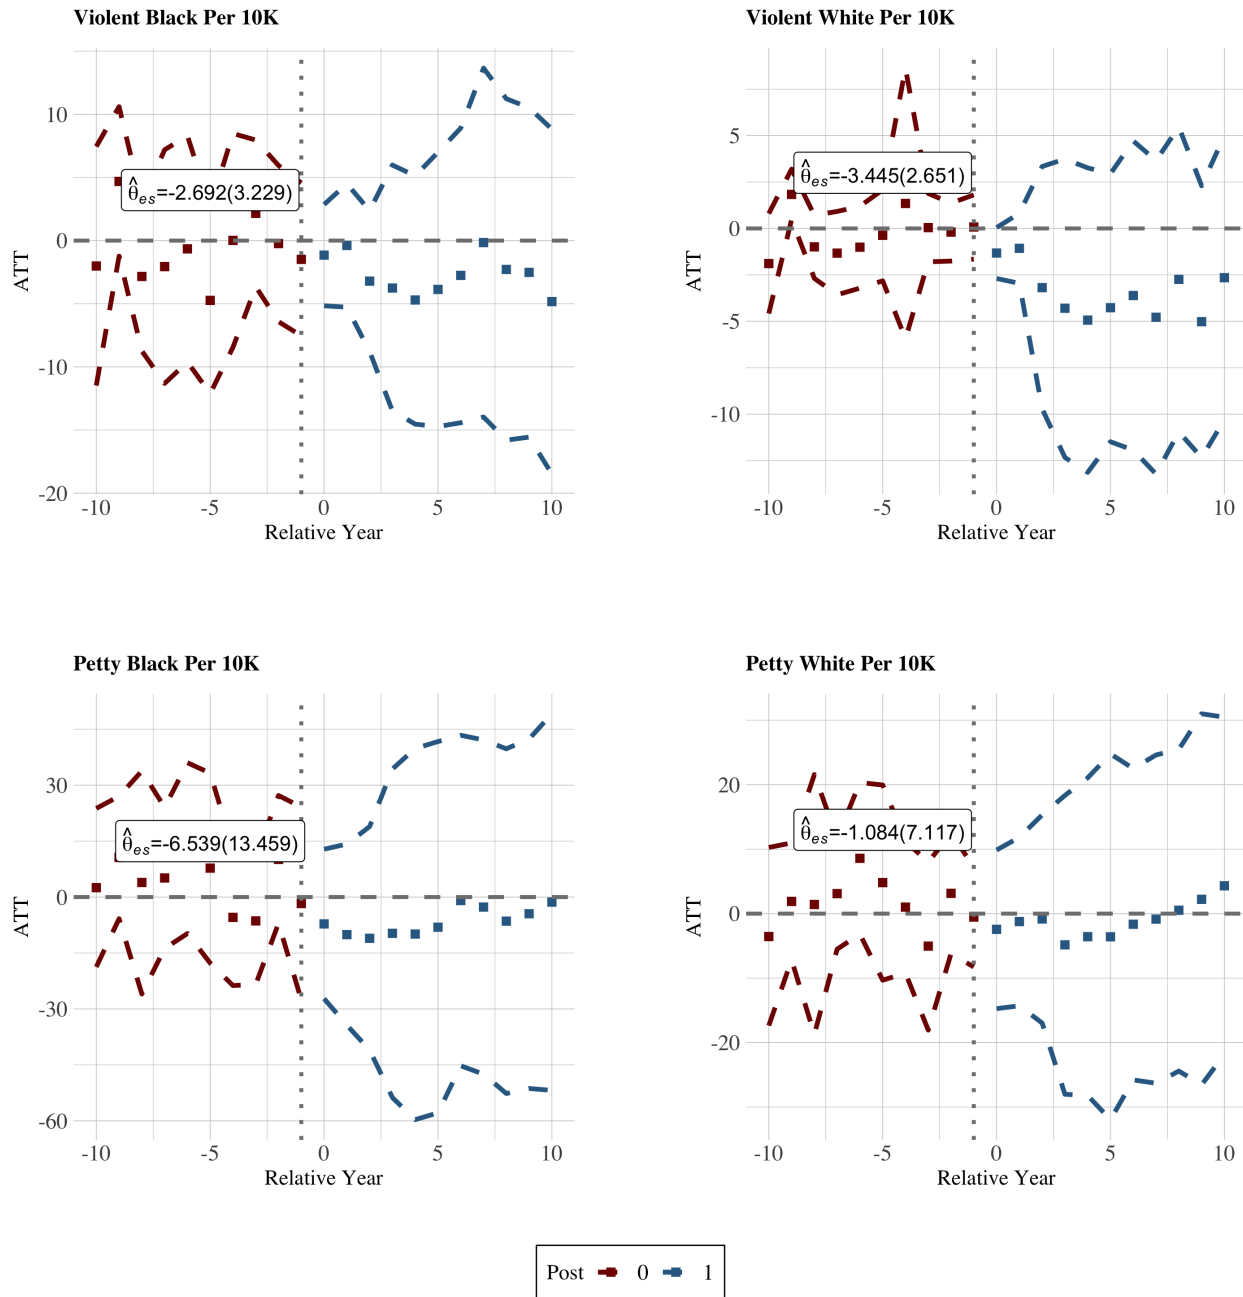 Violent Black Per 10K
10
0
-10
-20
ATT
θ̂es=-2.692(3.229)
-10 -5 0 5 10
Relative Year
Violent White Per 10K
5
0
-5
-10
ATT
θ̂es=-3.445(2.651)
-10 -5 0 5 10
Relative Year
Petty Black Per 10K
30
0
-30
-60
ATT
θ̂es=-6.539(13.459)
-10 -5 0 5 10
Relative Year
Petty White Per 10K
20
0
-20
ATT
θ̂es=-1.084(7.117)
-10 -5 0 5 10
Relative Year
Post 0 1